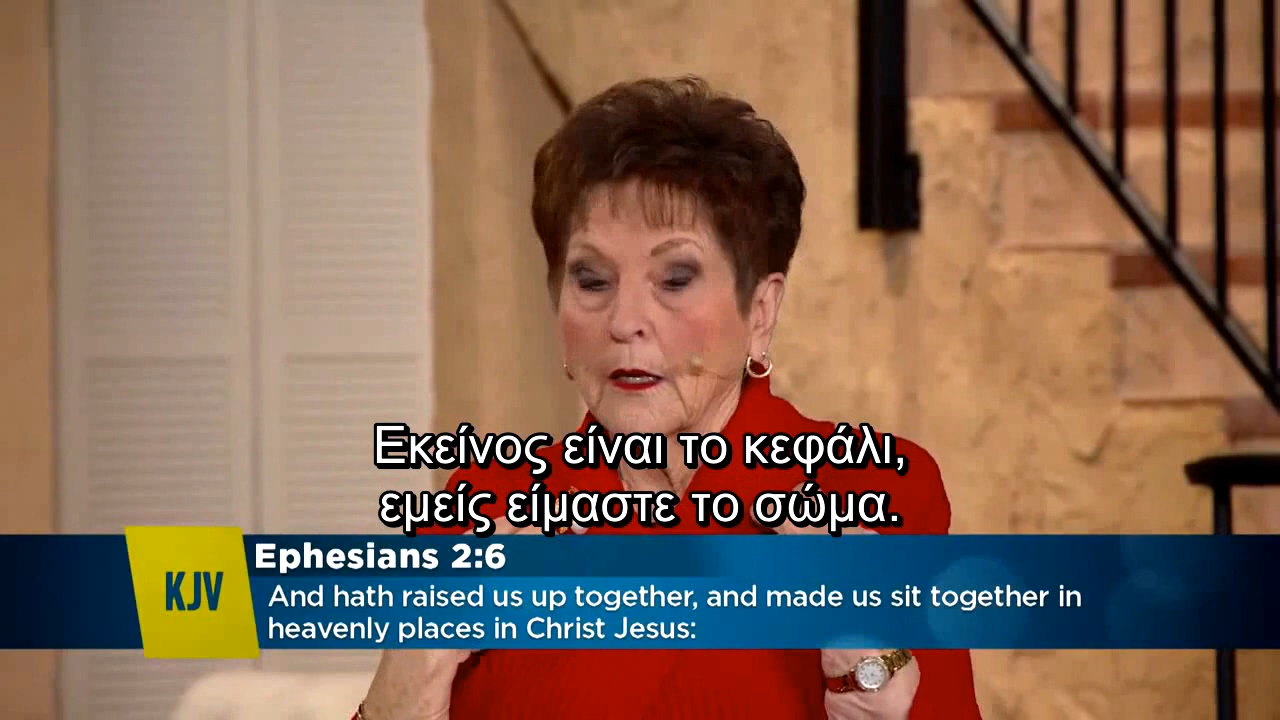 Εκείνος είναι το κεφάλι,
εμείς είμαστε το σώμα.
KJV
Ephesians 2:6
And hath raised us up together, and made us sit together in
heavenly places in Christ Jesus: